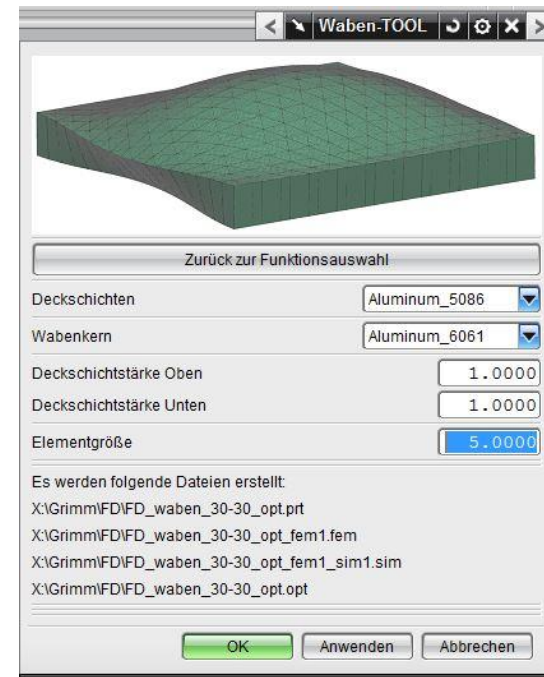 Waben-TOOL
Zurück zur Funktionsauswahl
Deckschichten Aluminum_5086
Wabenkern Aluminum_6061
Deckschichtstärke Oben 1.0000
Deckschichtstärke Unten 1.0000
Elementgröße 5.0000
Es werden folgende Dateien erstellt:
X:\Grimm\FD\FD_waben_30-30_opt.prt
X:\Grimm\FD\FD_waben_30-30_opt_fem1.fem
X:\Grimm\FD\FD_waben_30-30_opt_fem1_sim1.sim
X:\Grimm\FD\FD_waben_30-30_opt.opt
OK Anwenden Abbrechen